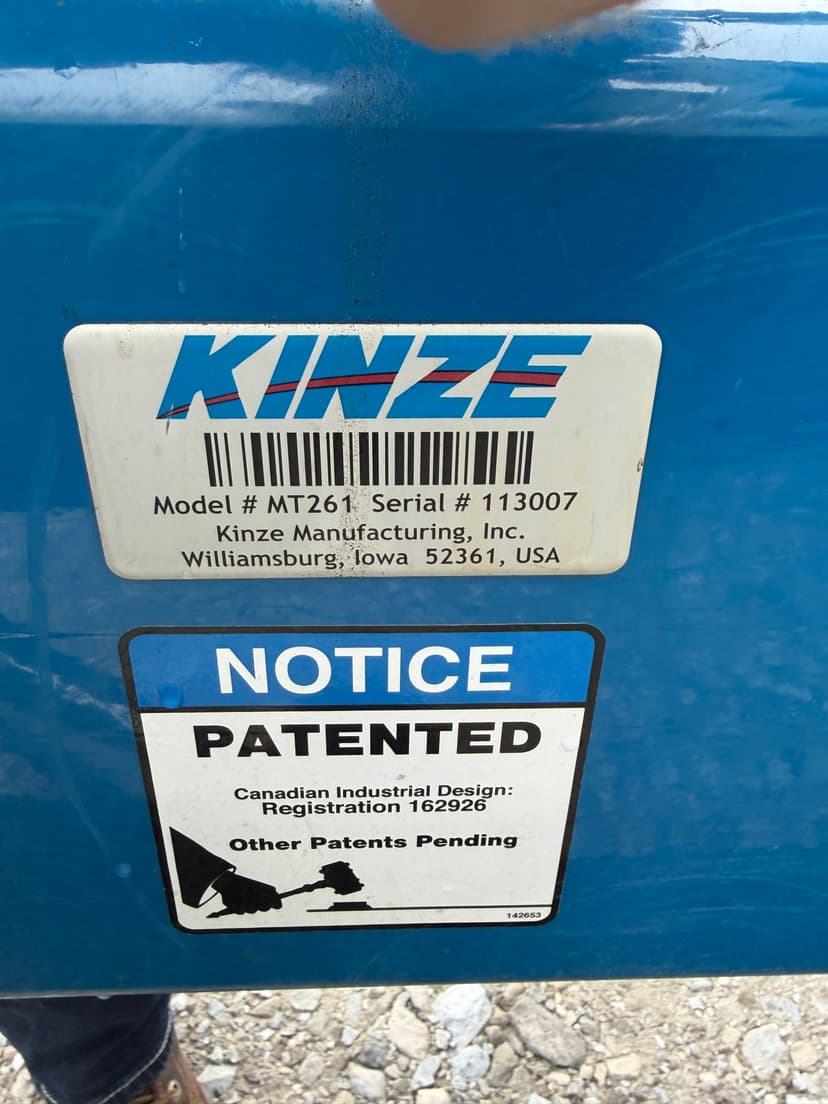 KINZE
Model # MT261 Serial # 113007
Kinze Manufacturing, Inc.
Williamsburg, Iowa 52361, USA
NOTICE
PATENTED
Canadian Industrial Design:
Registration 162926
Other Patents Pending
142653